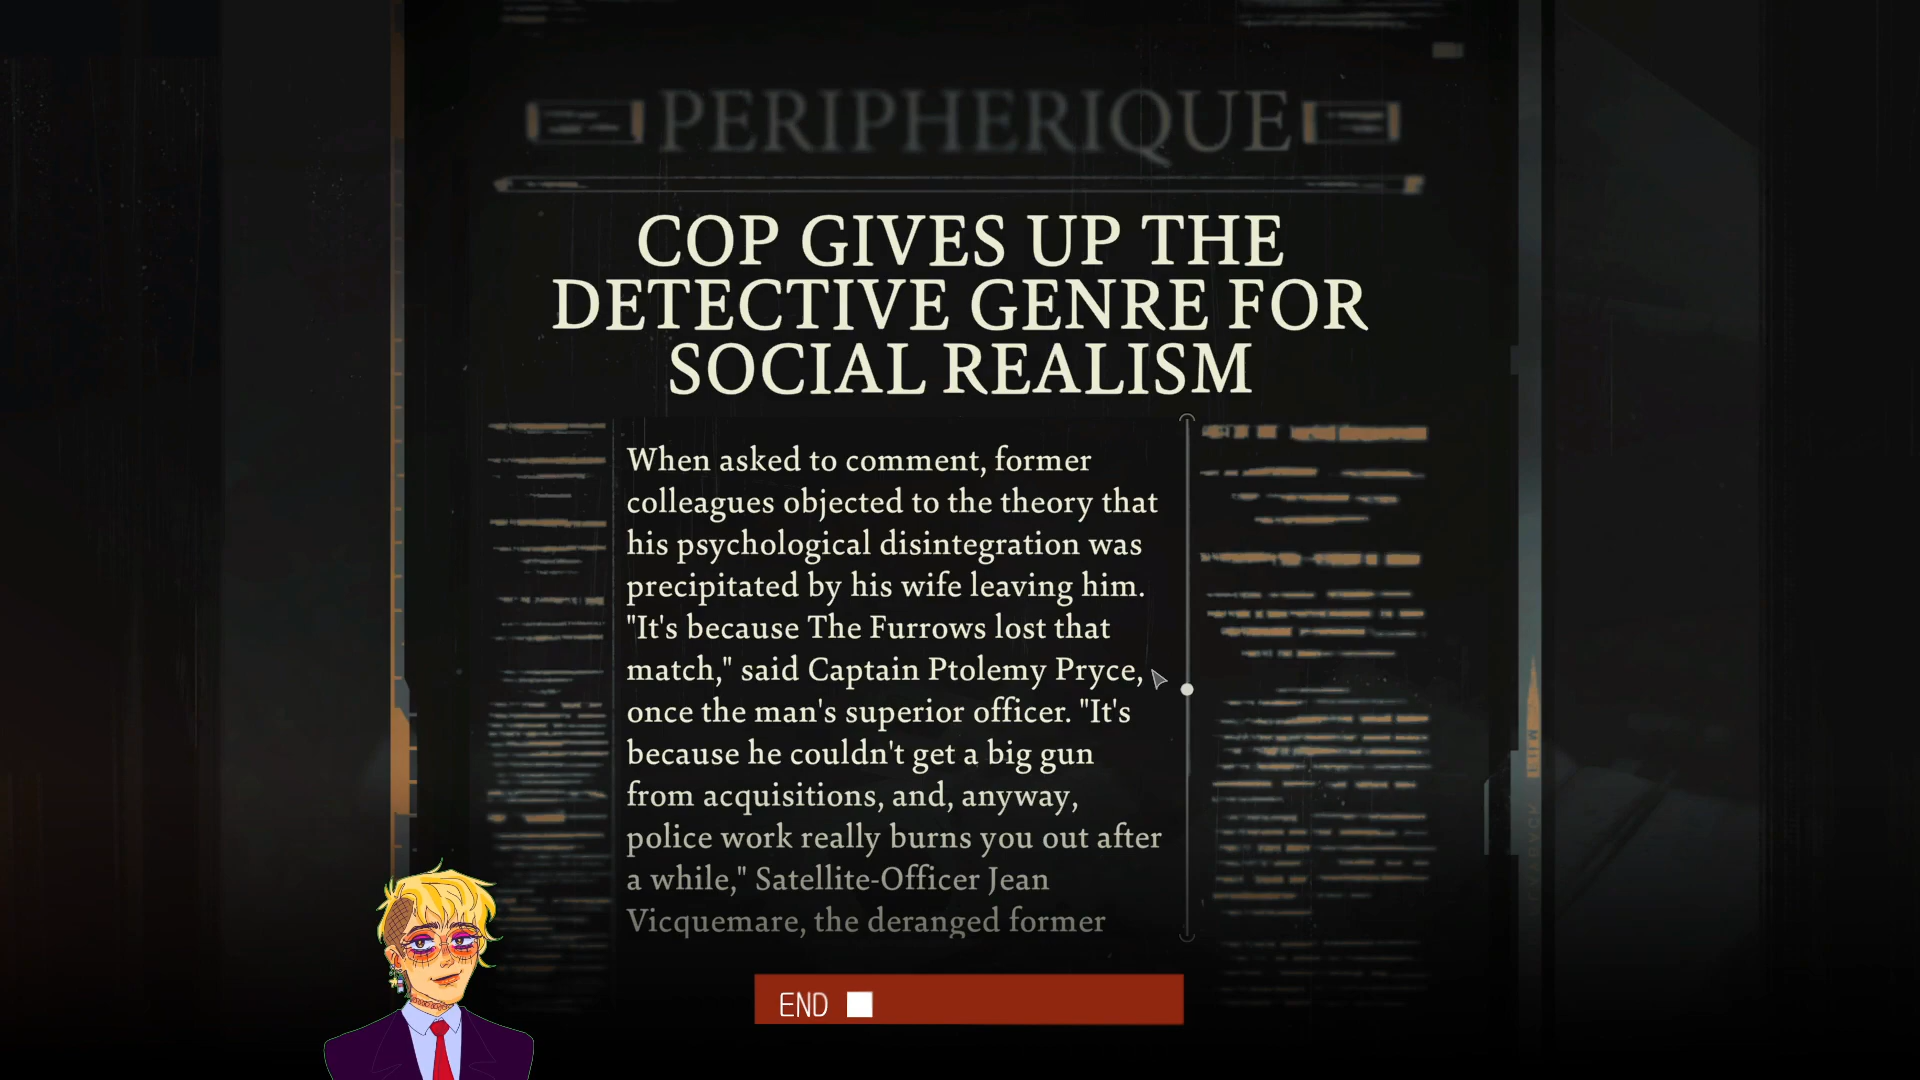 PERIPHERIQUE
COP GIVES UP THE
DETECTIVE GENRE FOR
SOCIAL REALISM
When asked to comment, former
colleagues objected to the theory that
his psychological disintegration was
precipitated by his wife leaving him.
"It's because The Furrows lost that
match," said Captain Ptolemy Pryce,
once the man's superior officer. "It's
because he couldn't get a big gun
from acquisitions, and, anyway,
police work really burns you out after
a while," Satellite-Officer Jean
Vicquemare, the deranged former
END